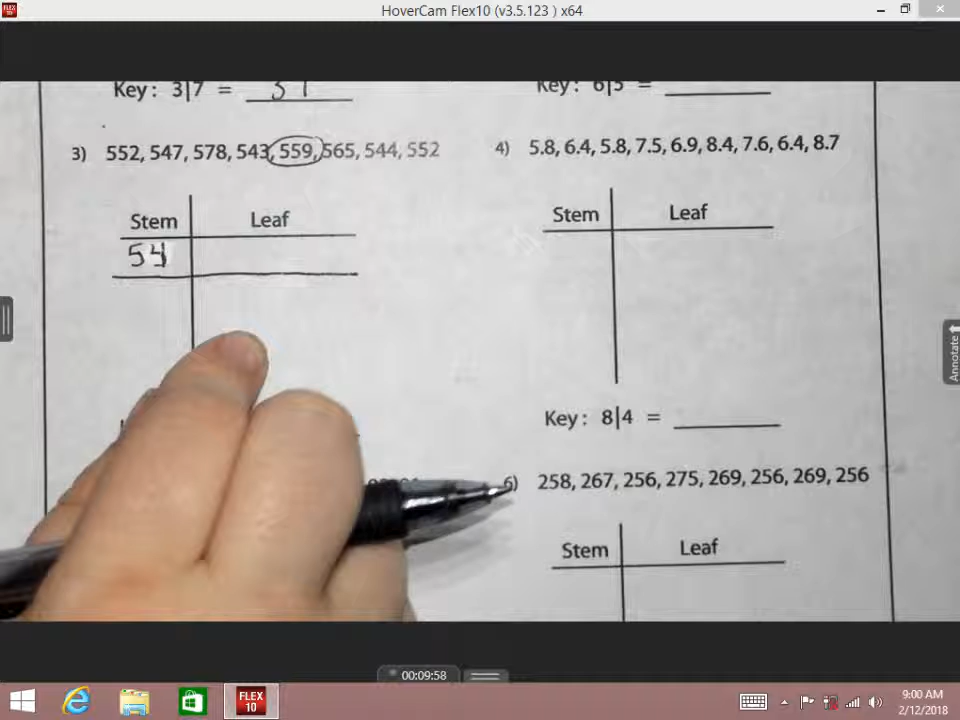 FLEX 10
HoverCam Flex10 (v3.5.123 ) x64
Key: 3|7 = 37
Key: 6|5 =
3) 552, 547, 578, 543, 559, 565, 544, 552
4) 5.8, 6.4, 5.8, 7.5, 6.9, 8.4, 7.6, 6.4, 8.7
Stem Leaf
54
Stem Leaf
Key: 8|4 =
6) 258, 267, 256, 275, 269, 256, 269, 256
Stem Leaf
Annotate
00:09:58
FLEX 10
9:00 AM
2/12/2018